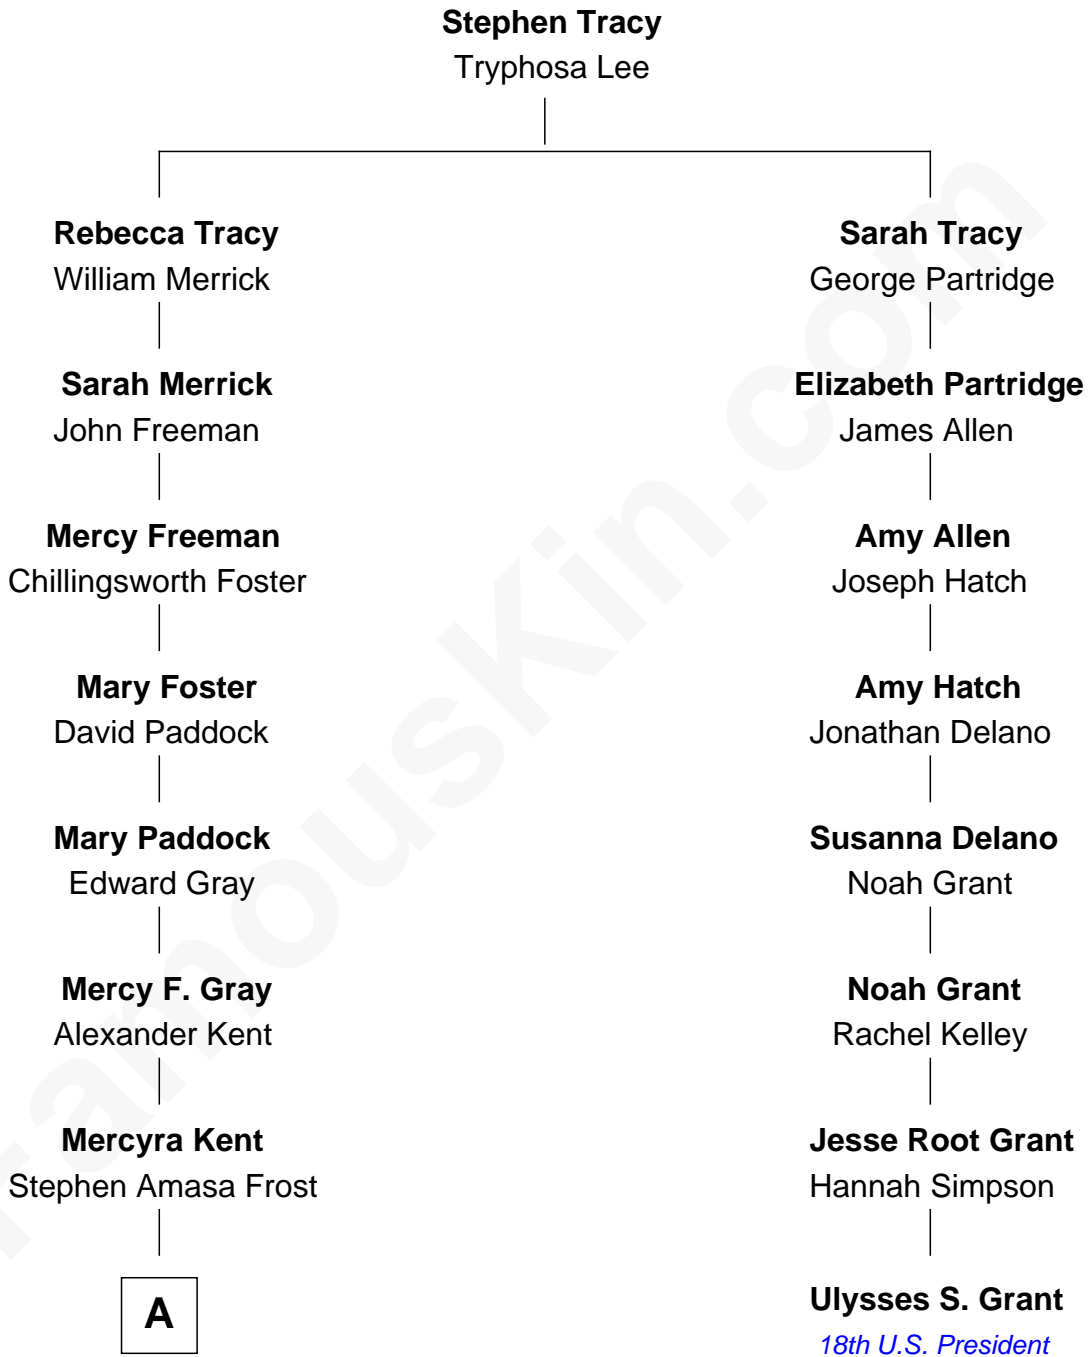 Stephen Tracy
Tryphosa Lee
Rebecca Tracy
William Merrick
Sarah Tracy
George Partridge
Sarah Merrick
John Freeman
Elizabeth Partridge
James Allen
Mercy Freeman
Chillingsworth Foster
Amy Allen
Joseph Hatch
Mary Foster
David Paddock
Amy Hatch
Jonathan Delano
Mary Paddock
Edward Gray
Susanna Delano
Noah Grant
Mercy F. Gray
Alexander Kent
Noah Grant
Rachel Kelley
Mercyra Kent
Stephen Amasa Frost
Jesse Root Grant
Hannah Simpson
A
Ulysses S. Grant
18th U.S. President
famouskin.com